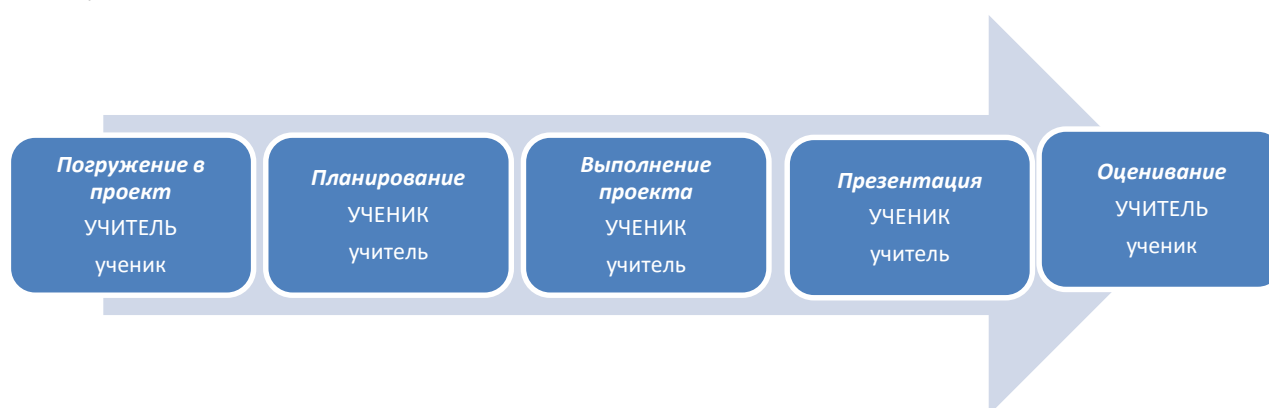 Погружение в
проект
УЧИТЕЛЬ
ученик
Планирование
УЧЕНИК
учитель
Выполнение
проекта
УЧЕНИК
учитель
Презентация
УЧЕНИК
учитель
Оценивание
УЧИТЕЛЬ
ученик